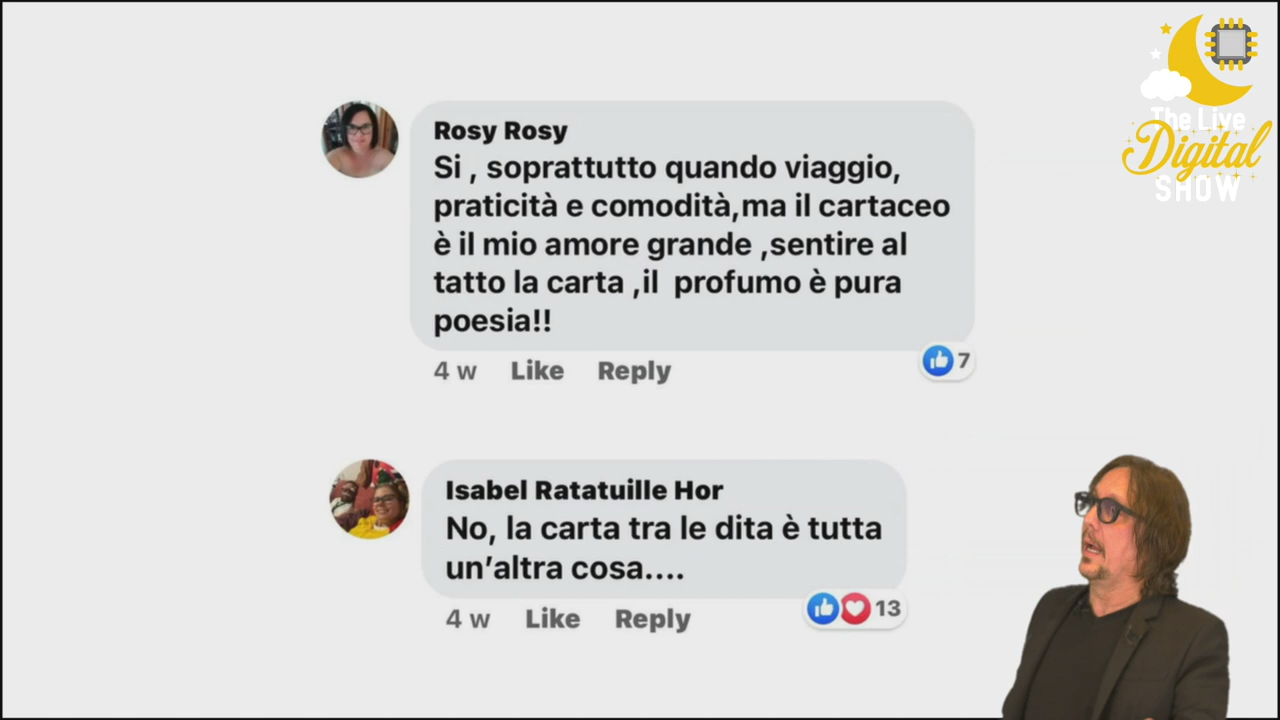 The Live
Digital
SHOW
Rosy Rosy
Si , soprattutto quando viaggio,
praticità e comodità,ma il cartaceo
è il mio amore grande ,sentire al
tatto la carta ,il  profumo è pura
poesia!!
4 w Like Reply 7
Isabel Ratatuille Hor
No, la carta tra le dita è tutta
un’altra cosa....
4 w Like Reply 13